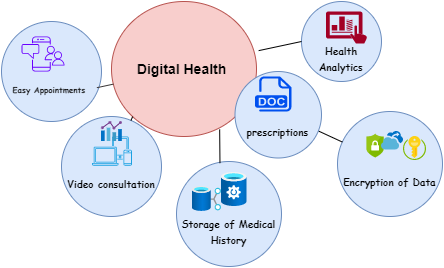 Digital Health
Health
Analytics
Easy Appointments
DOC
prescriptions
Video consultation
Encryption of Data
Storage of Medical
History